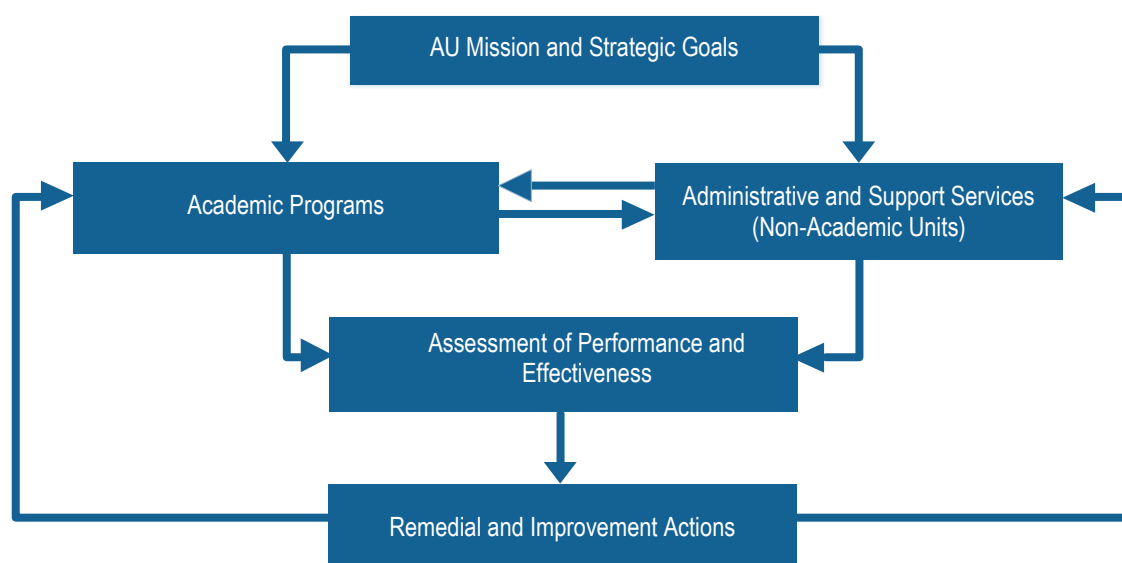 AU Mission and Strategic Goals
Academic Programs
Administrative and Support Services
(Non-Academic Units)
Assessment of Performance and
Effectiveness
Remedial and Improvement Actions